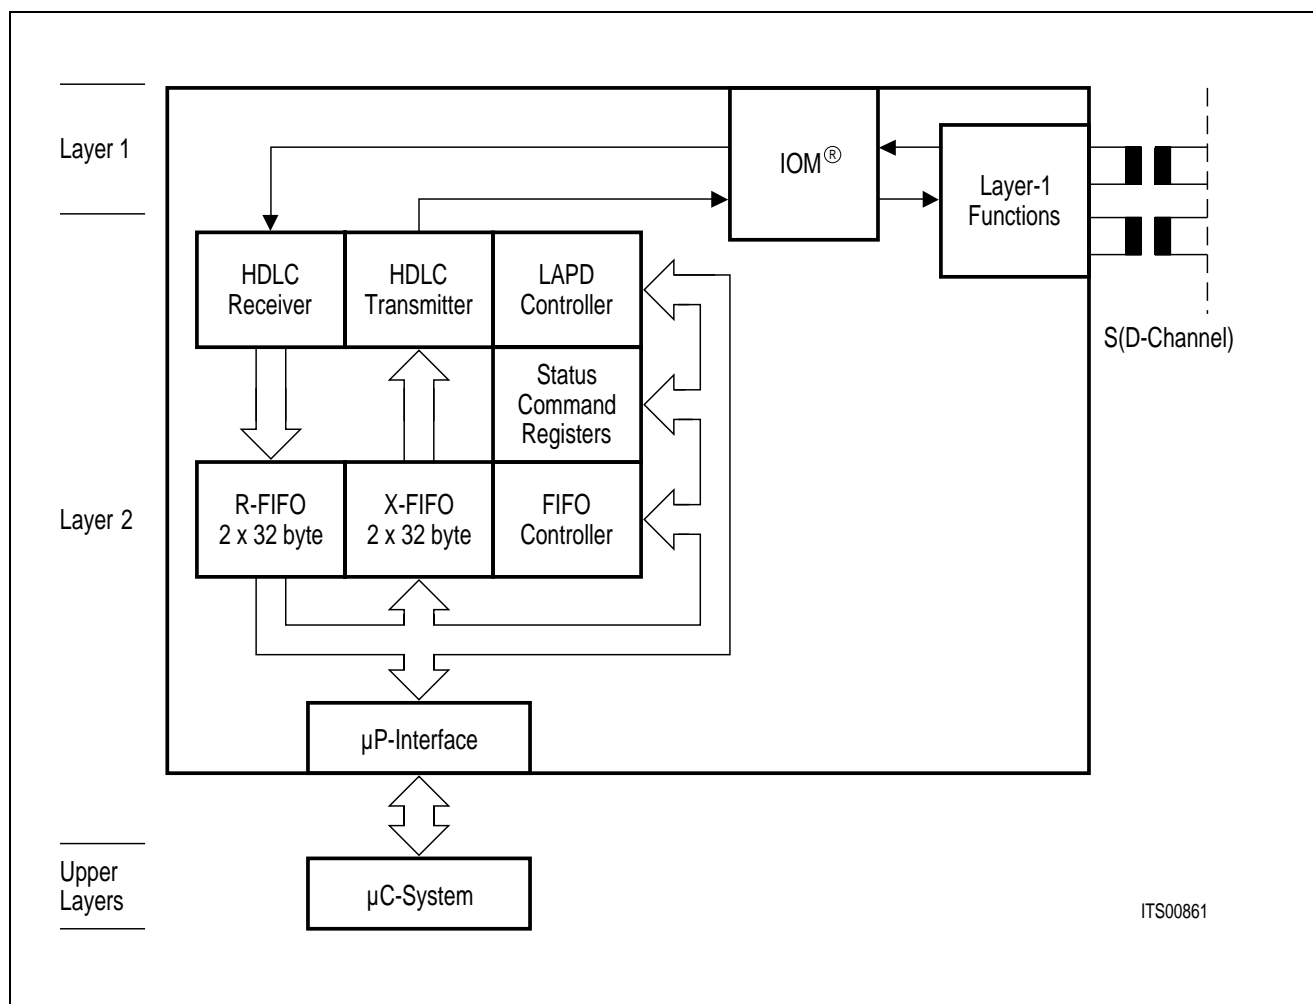 Layer 1
IOM®
Layer-1
Functions
HDLC
Receiver
HDLC
Transmitter
LAPD
Controller
S(D-Channel)
Status
Command
Registers
Layer 2
R-FIFO
2 x 32 byte
X-FIFO
2 x 32 byte
FIFO
Controller
µP-Interface
Upper
Layers
µC-System
ITS00861